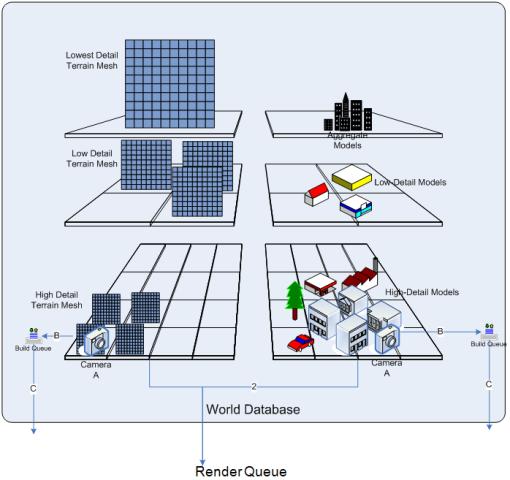 Lowest Detail
Terrain Mesh
Aggregate
Models
Low Detail
Terrain Mesh
Low-Detail Models
High Detail
Terrain Mesh
High-Detail Models
B
B
Build Queue
Build Queue
Camera
A
Camera
A
C
C
2
World Database
Render Queue